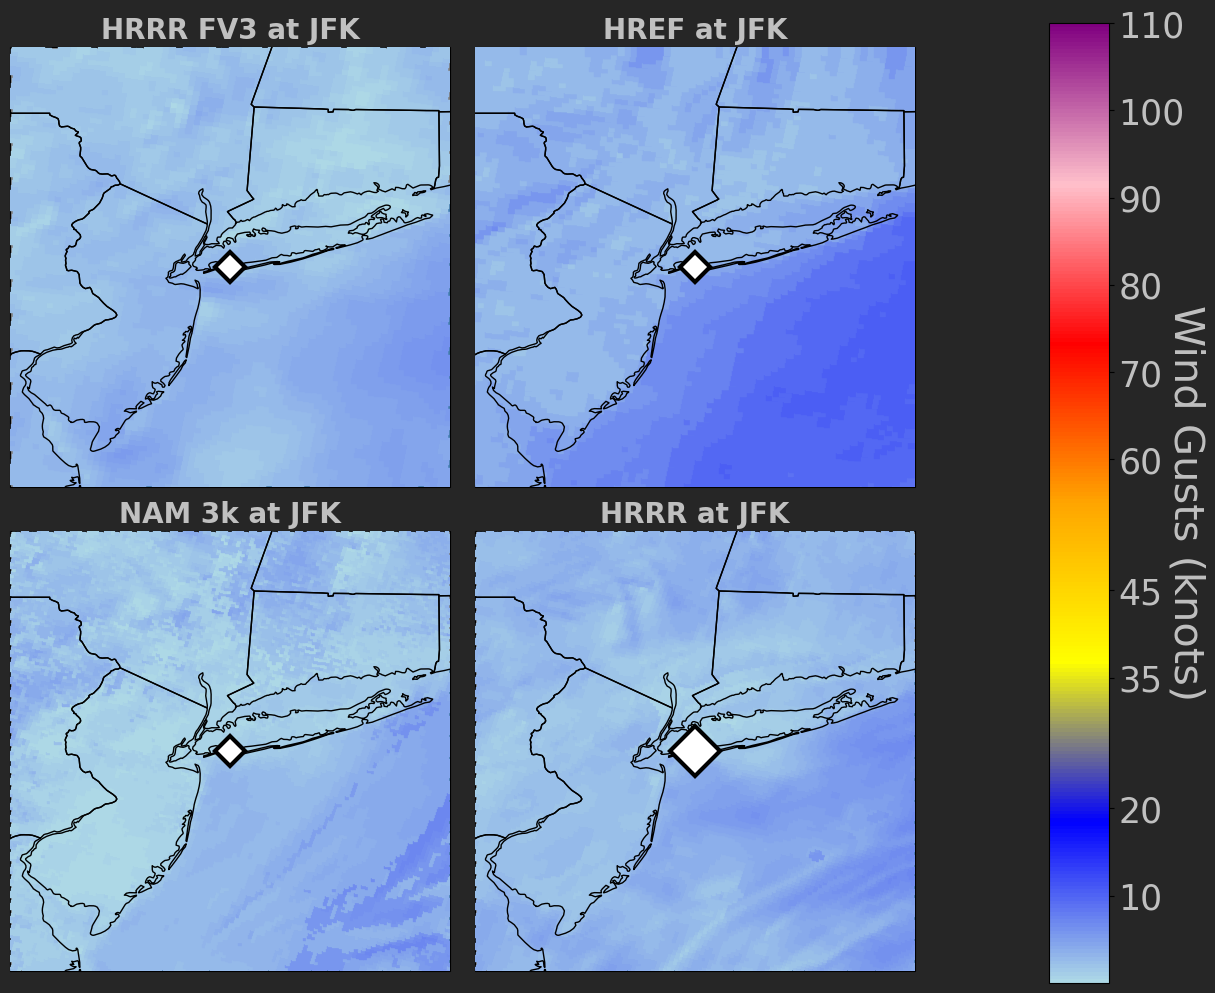 HRRR FV3 at JFK
HREF at JFK
NAM 3k at JFK
HRRR at JFK
110
100
90
80
70
60
45
35
20
10
Wind Gusts (knots)